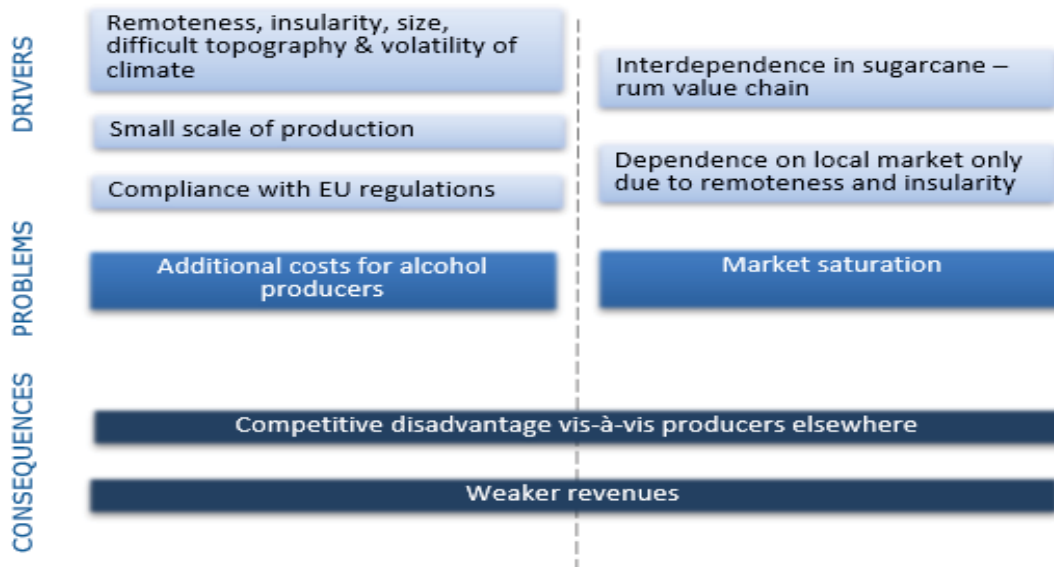 DRIVERS
Remoteness, insularity, size,
difficult topography & volatility of
climate
Small scale of production
Compliance with EU regulations
Interdependence in sugarcane –
rum value chain
Dependence on local market only
due to remoteness and insularity
PROBLEMS
Additional costs for alcohol
producers
Market saturation
CONSEQUENCES
Competitive disadvantage vis-à-vis producers elsewhere
Weaker revenues